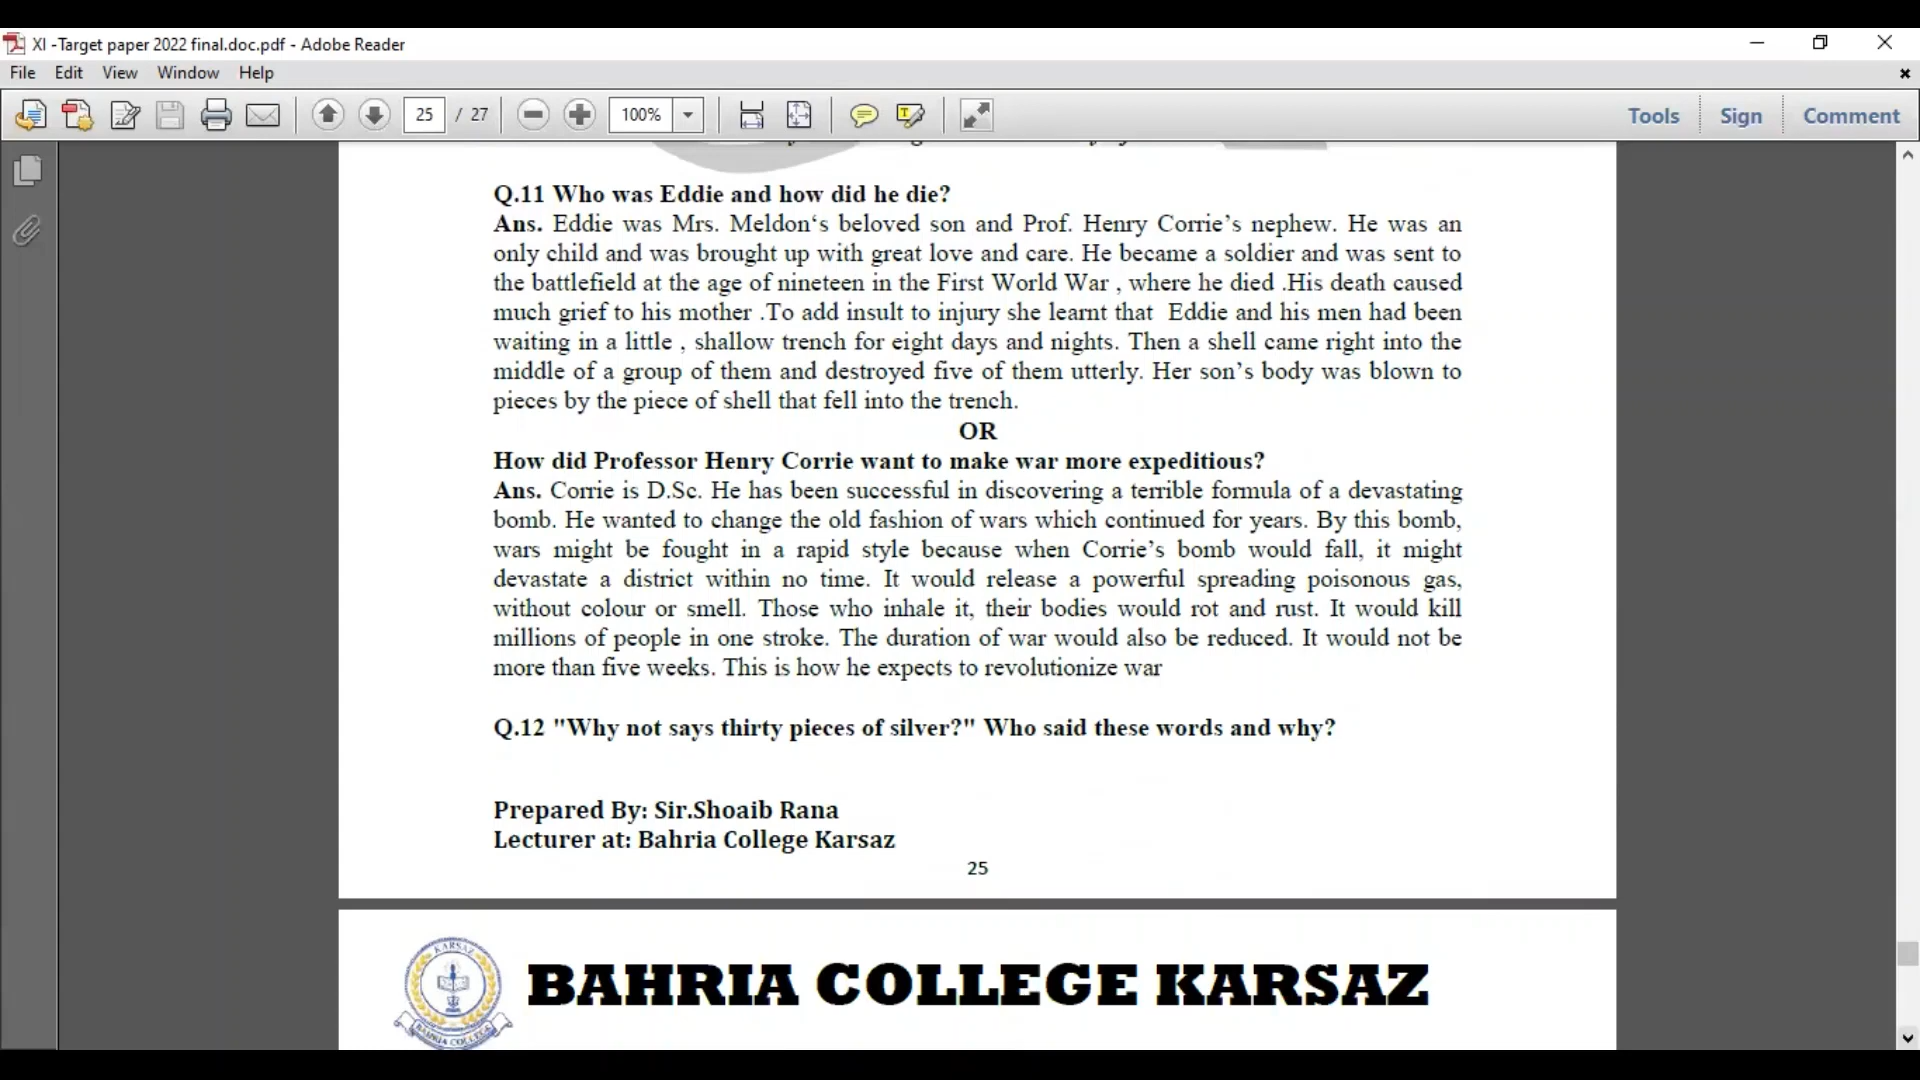 XI -Target paper 2022 final.doc.pdf - Adobe Reader
File Edit View Window Help
25 / 27 100% Tools Sign Comment
Q.11 Who was Eddie and how did he die?
Ans. Eddie was Mrs. Meldon‘s beloved son and Prof. Henry Corrie’s nephew. He was an
only child and was brought up with great love and care. He became a soldier and was sent to
the battlefield at the age of nineteen in the First World War , where he died .His death caused
much grief to his mother .To add insult to injury she learnt that Eddie and his men had been
waiting in a little , shallow trench for eight days and nights. Then a shell came right into the
middle of a group of them and destroyed five of them utterly. Her son’s body was blown to
pieces by the piece of shell that fell into the trench.
OR
How did Professor Henry Corrie want to make war more expeditious?
Ans. Corrie is D.Sc. He has been successful in discovering a terrible formula of a devastating
bomb. He wanted to change the old fashion of wars which continued for years. By this bomb,
wars might be fought in a rapid style because when Corrie’s bomb would fall, it might
devastate a district within no time. It would release a powerful spreading poisonous gas,
without colour or smell. Those who inhale it, their bodies would rot and rust. It would kill
millions of people in one stroke. The duration of war would also be reduced. It would not be
more than five weeks. This is how he expects to revolutionize war
Q.12 "Why not says thirty pieces of silver?" Who said these words and why?
Prepared By: Sir.Shoaib Rana
Lecturer at: Bahria College Karsaz
25
KARSAZ
BAHRIA COLLEGE
BAHRIA COLLEGE KARSAZ